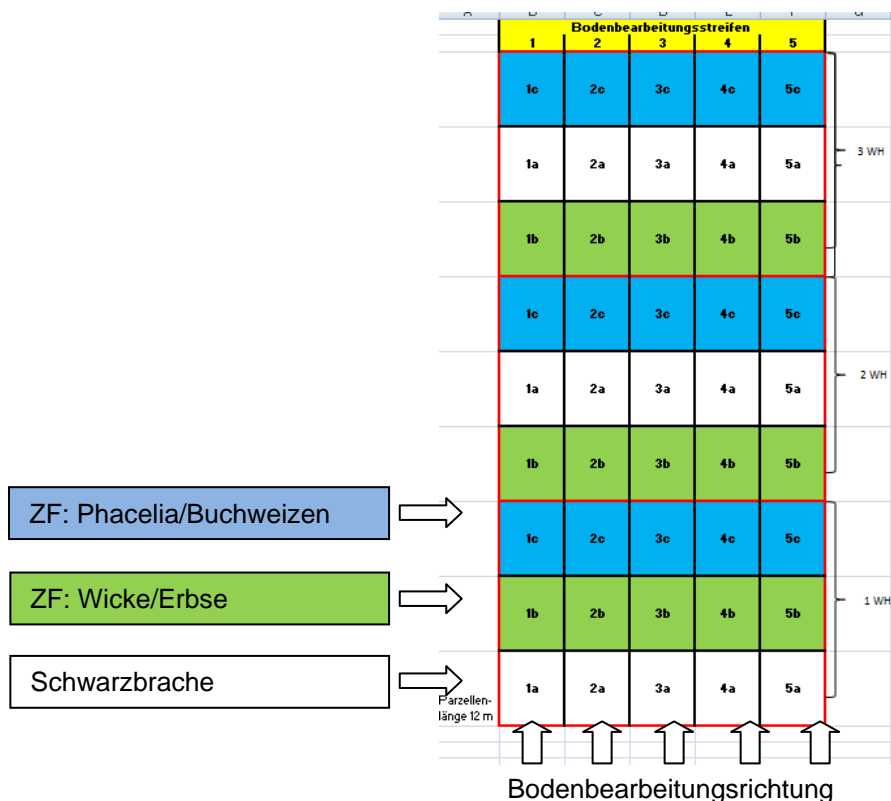 Bodenbearbeitungsstreifen
1 2 3 4 5
1c 2c 3c 4c 5c
3 WH
1a 2a 3a 4a 5a
1b 2b 3b 4b 5b
1c 2c 3c 4c 5c
1a 2a 3a 4a 5a
2 WH
1b 2b 3b 4b 5b
ZF: Phacelia/Buchweizen
1c 2c 3c 4c 5c
ZF: Wicke/Erbse
1b 2b 3b 4b 5b
1 WH
Schwarzbrache
1a 2a 3a 4a 5a
Parzellen-
länge 12 m
Bodenbearbeitungsrichtung